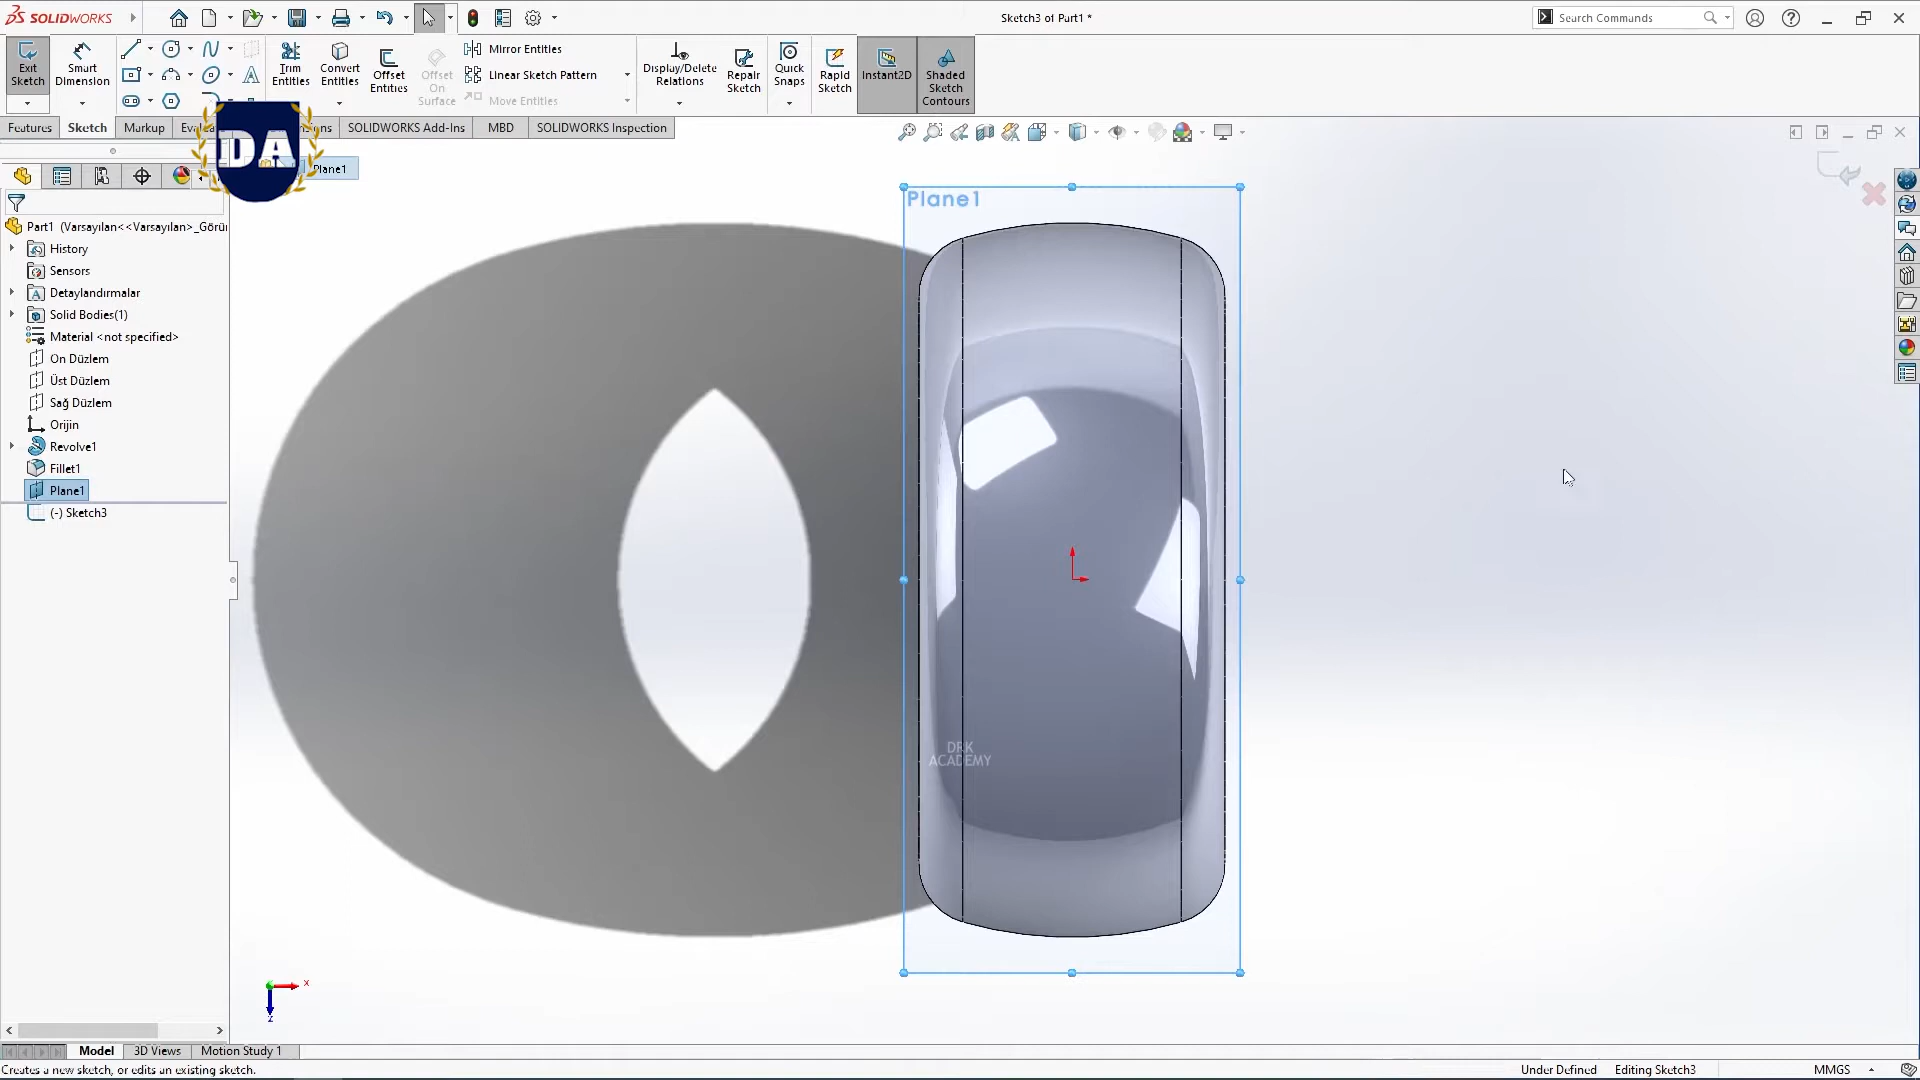 SOLIDWORKS
Sketch3 of Part1 *
Search Commands
Exit Sketch
Smart Dimension
Trim Entities
Convert Entities
Offset Entities
Offset On Surface
Mirror Entities
Linear Sketch Pattern
Move Entities
Display/Delete Relations
Repair Sketch
Quick Snaps
Rapid Sketch
Instant2D
Shaded Sketch Contours
Features
Sketch
Markup
SOLIDWORKS Add-Ins
MBD
SOLIDWORKS Inspection
DA
Plane1
Part1 (Varsayılan<<Varsayılan>_Görü
History
Sensors
Detaylandırmalar
Solid Bodies(1)
Material <not specified>
Ön Düzlem
Üst Düzlem
Sağ Düzlem
Orijin
Revolve1
Fillet1
Plane1
(-) Sketch3
Plane1
DRK
ACADEMY
x
z
Model
3D Views
Motion Study 1
Creates a new sketch, or edits an existing sketch.
Under Defined
Editing Sketch3
MMGS